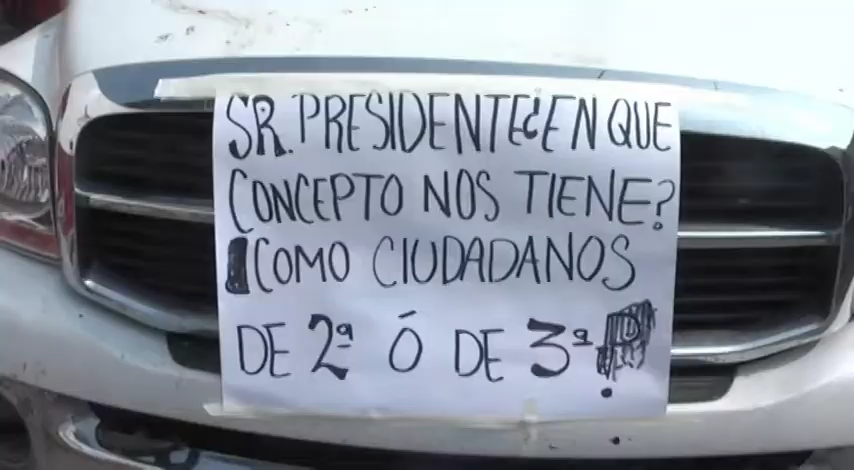 SR. PRESIDENTE¿EN QUE
CONCEPTO NOS TIENE?
COMO CIUDADANOS
DE 2ª Ó DE 3ª